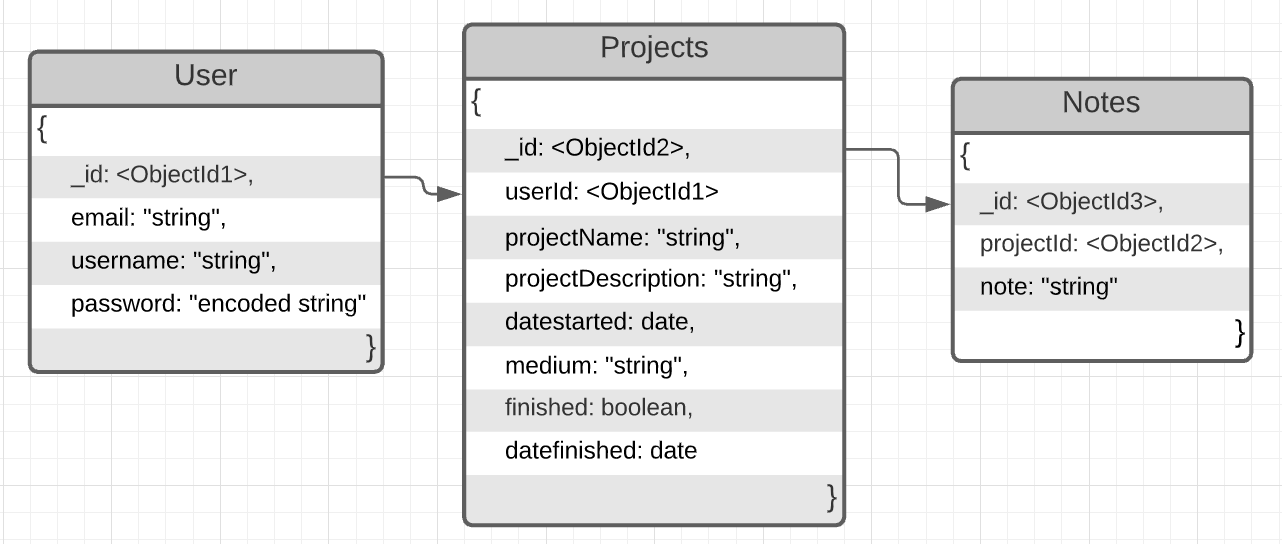 User
{
_id: <ObjectId1>,
email: "string",
username: "string",
password: "encoded string"
}
Projects
{
_id: <ObjectId2>,
userId: <ObjectId1>
projectName: "string",
projectDescription: "string",
datestarted: date,
medium: "string",
finished: boolean,
datefinished: date
}
Notes
{
_id: <ObjectId3>,
projectId: <ObjectId2>,
note: "string"
}